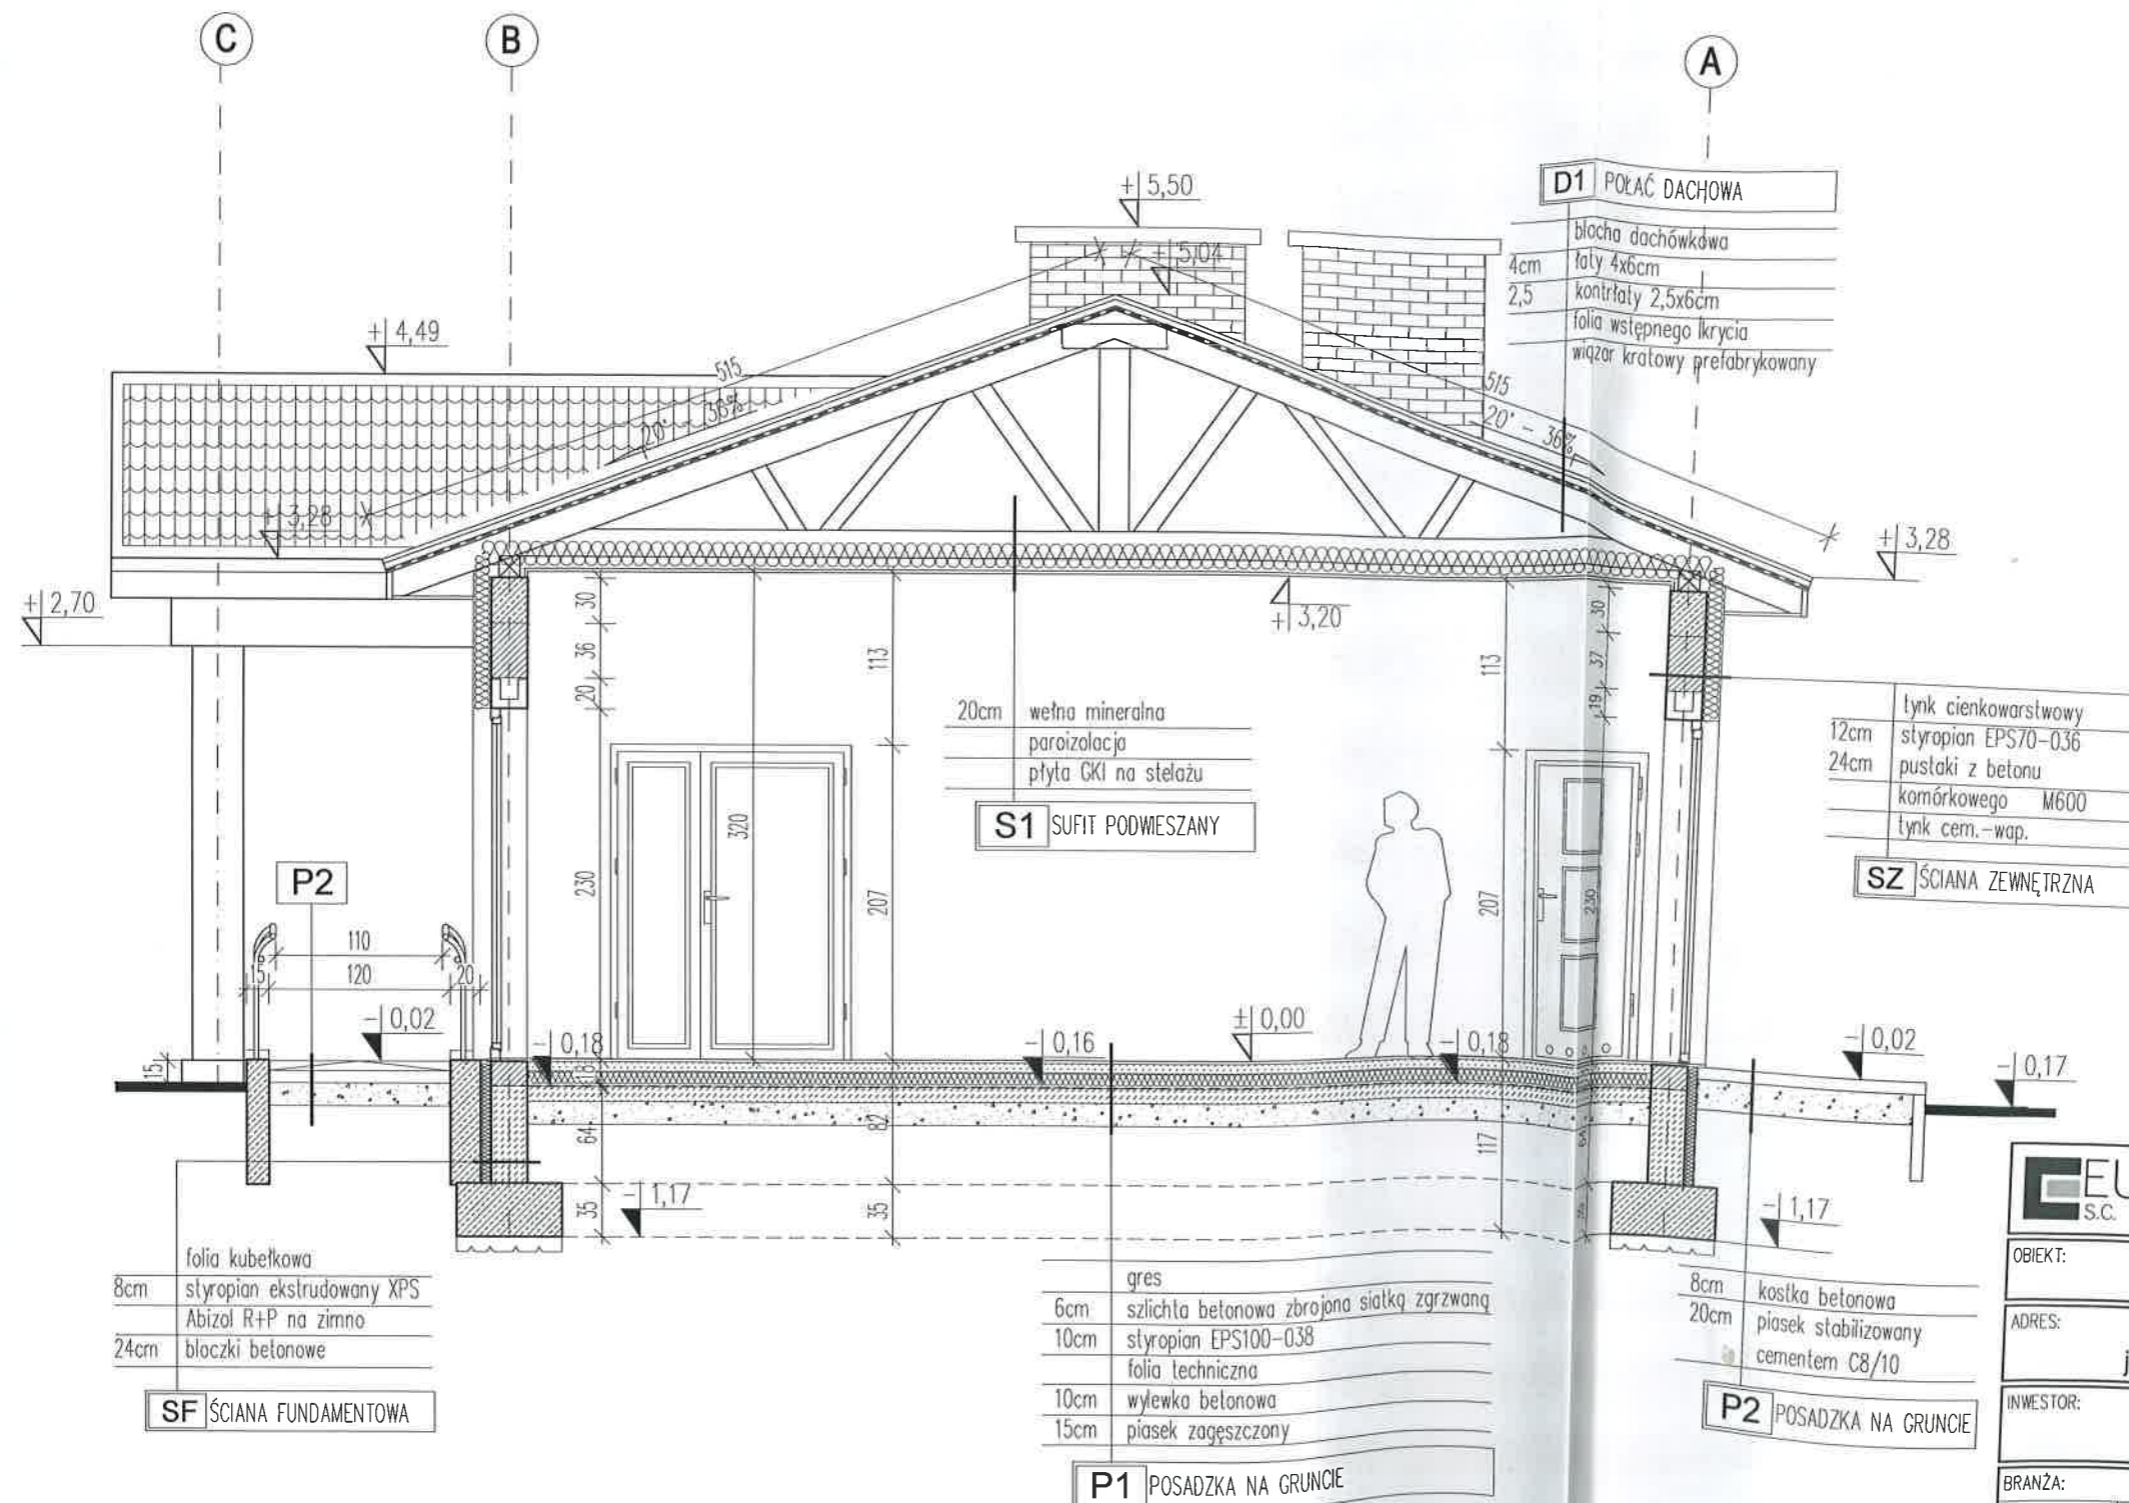 C
B
A
+5,50
+5,04
+4,49
+3,28
+2,70
515
20° - 36%
515
20° - 36%
D1 POŁAĆ DACHOWA
blacha dachówkowa
4cm łaty 4x6cm
2,5 kontrłaty 2,5x6cm
folia wstępnego krycia
wiązar kratowy prefabrykowany
+3,28
+3,20
30
36
20
230
320
113
207
20cm wełna mineralna
paroizolacja
płyta GKI na stelażu
S1 SUFIT PODWIESZANY
113
207
30
37
19
230
tynk cienkowarstwowy
12cm styropian EPS70-036
24cm pustaki z betonu
komórkowego M600
tynk cem.-wap.
SZ ŚCIANA ZEWNĘTRZNA
P2
110
15
120
20
-0,02
15
-0,18
-0,16
±0,00
-0,18
-0,02
-0,17
18
64
35
82
35
117
-1,17
-1,17
folia kubełkowa
8cm styropian ekstrudowany XPS
Abizol R+P na zimno
24cm bloczki betonowe
SF ŚCIANA FUNDAMENTOWA
gres
6cm szlichta betonowa zbrojona siatką zgrzwaną
10cm styropian EPS100-038
folia techniczna
10cm wylewka betonowa
15cm piasek zagęszczony
P1 POSADZKA NA GRUNCIE
8cm kostka betonowa
20cm piasek stabilizowany
cementem C8/10
P2 POSADZKA NA GRUNCIE
EU
S.C.
OBIEKT:
ADRES:
j
INWESTOR:
BRANŻA: